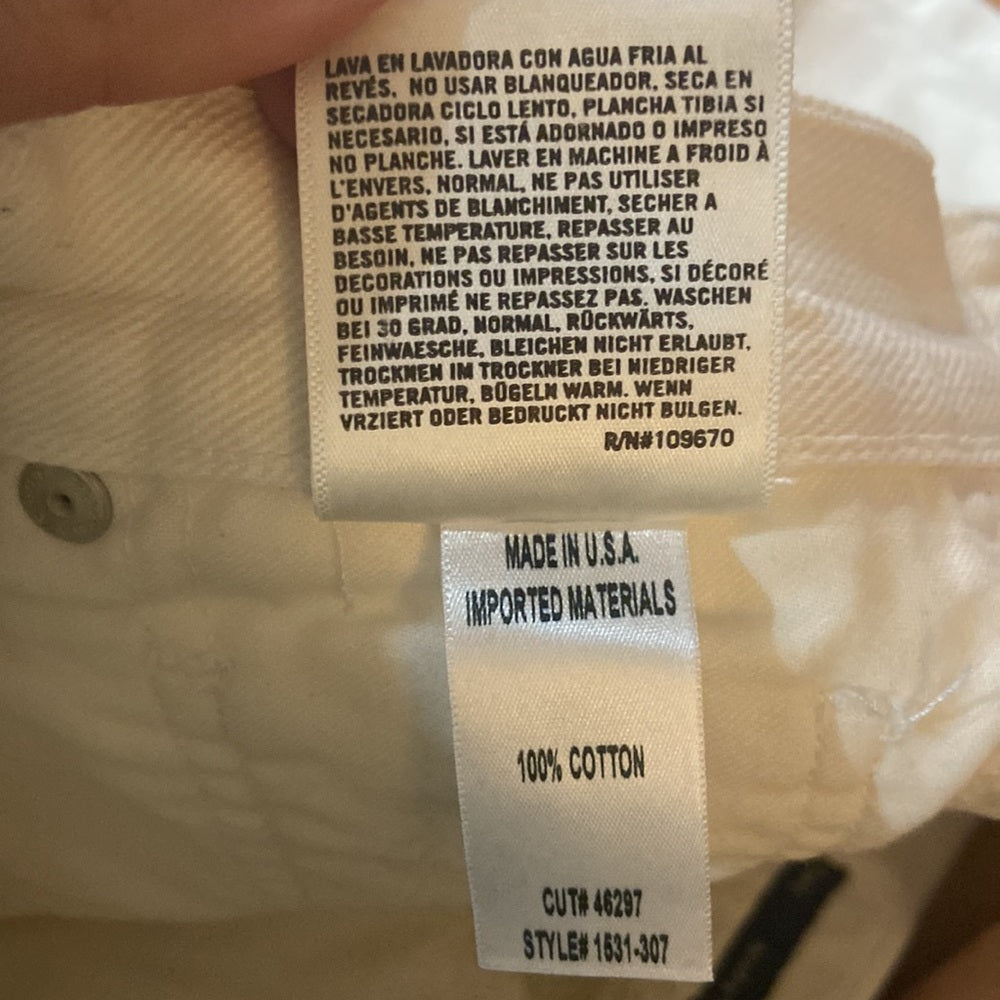 LAVA EN LAVADORA CON AGUA FRIA AL
REVÉS. NO USAR BLANQUEADOR, SECA EN
SECADORA CICLO LENTO, PLANCHA TIBIA SI
NECESARIO, SI ESTÁ ADORNADO O IMPRESO
NO PLANCHE. LAVER EN MACHINE A FROID À
L'ENVERS, NORMAL, NE PAS UTILISER
D'AGENTS DE BLANCHIMENT, SECHER A
BASSE TEMPERATURE, REPASSER AU
BESOIN, NE PAS REPASSER SUR LES
DECORATIONS OU IMPRESSIONS, SI DÉCORÉ
OU IMPRIMÉ NE REPASSEZ PAS. WASCHEN
BEI 30 GRAD, NORMAL, RÜCKWÄRTS,
FEINWAESCHE, BLEICHEN NICHT ERLAUBT,
TROCKNEN IM TROCKNER BEI NIEDRIGER
TEMPERATUR, BÜGELN WARM. WENN
VRZIERT ODER BEDRUCKT NICHT BULGEN.
R/N#109670
MADE IN U.S.A.
IMPORTED MATERIALS
100% COTTON
CUT# 46297
STYLE# 1531-307